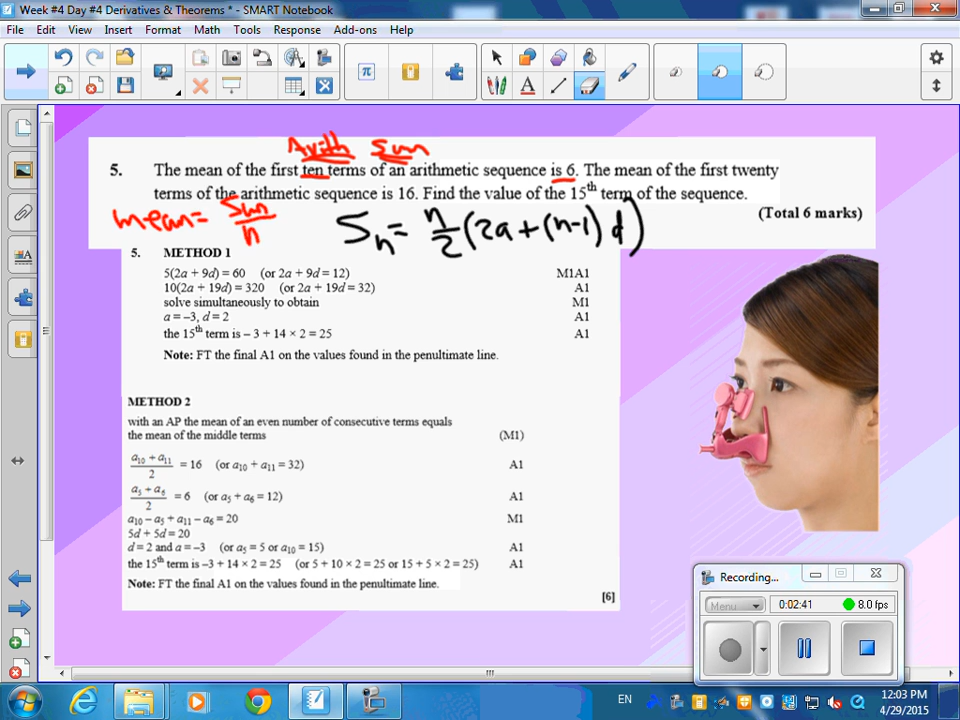 Week #4 Day #4 Derivatives & Theorems * - SMART Notebook
File Edit View Insert Format Math Tools Response Add-ons Help
Arith Sum
5. The mean of the first ten terms of an arithmetic sequence is 6. The mean of the first twenty
terms of the arithmetic sequence is 16. Find the value of the 15th term of the sequence.
(Total 6 marks)
mean = Sum/n
Sn = n/2 (2a + (n-1) d)
5. METHOD 1
5(2a + 9d) = 60 (or 2a + 9d = 12) M1A1
10(2a + 19d) = 320 (or 2a + 19d = 32) A1
solve simultaneously to obtain M1
a = –3, d = 2 A1
the 15th term is – 3 + 14 × 2 = 25 A1
Note: FT the final A1 on the values found in the penultimate line.
METHOD 2
with an AP the mean of an even number of consecutive terms equals
the mean of the middle terms (M1)
a10 + a11 / 2 = 16 (or a10 + a11 = 32) A1
a5 + a6 / 2 = 6 (or a5 + a6 = 12) A1
a10 – a5 + a11 – a6 = 20 M1
5d + 5d = 20
d = 2 and a = –3 (or a5 = 5 or a10 = 15) A1
the 15th term is –3 + 14 × 2 = 25 (or 5 + 10 × 2 = 25 or 15 + 5 × 2 = 25) A1
Note: FT the final A1 on the values found in the penultimate line.
[6]
Recording...
Menu 0:02:41 8.0 fps
EN
12:03 PM
4/29/2015